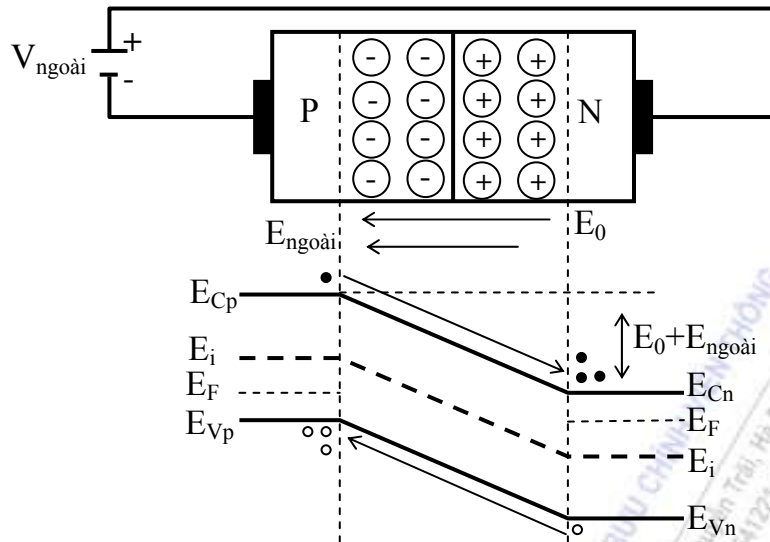 V_ngoài
+
-
P
N
- - + +
- - + +
- - + +
- - + +
E_ngoài
E_0
E_Cp
E_0+E_ngoài
E_i
E_Cn
E_F
E_F
E_Vp
E_i
E_Vn